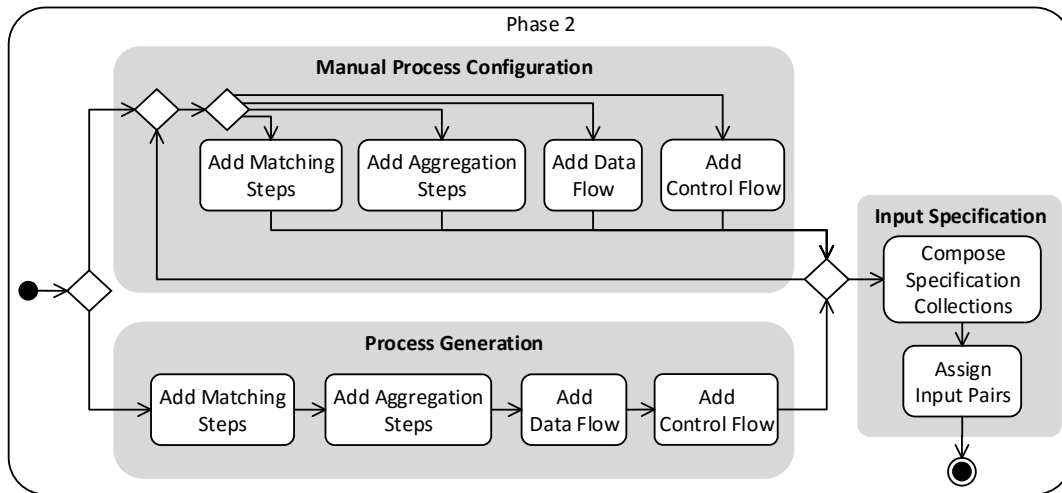 Phase 2
Manual Process Configuration
Add Matching
Steps
Add Aggregation
Steps
Add Data
Flow
Add
Control Flow
Input Specification
Compose
Specification
Collections
Assign
Input Pairs
Process Generation
Add Matching
Steps
Add Aggregation
Steps
Add
Data Flow
Add
Control Flow